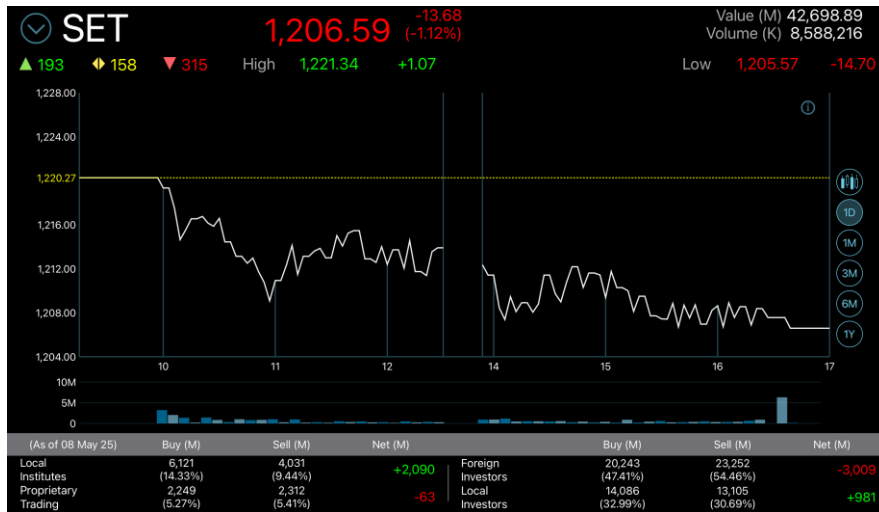 SET 1,206.59 -13.68 Value (M) 42,698.89
(-1.12%) Volume (K) 8,588,216
193 158 315 High 1,221.34 +1.07 Low 1,205.57 -14.70
1,228.00
1,224.00
1,220.27
1,216.00
1,212.00
1,208.00
1,204.00
1D
1M
3M
6M
1Y
10 11 12 14 15 16 17
10M
5M
0
(As of 08 May 25) Buy (M) Sell (M) Net (M) Buy (M) Sell (M) Net (M)
Local 6,121 4,031 +2,090 Foreign 20,243 23,252 -3,009
Institutes (14.33%) (9.44%) Investors (47.41%) (54.46%)
Proprietary 2,249 2,312 -63 Local 14,086 13,105 +981
Trading (5.27%) (5.41%) Investors (32.99%) (30.69%)